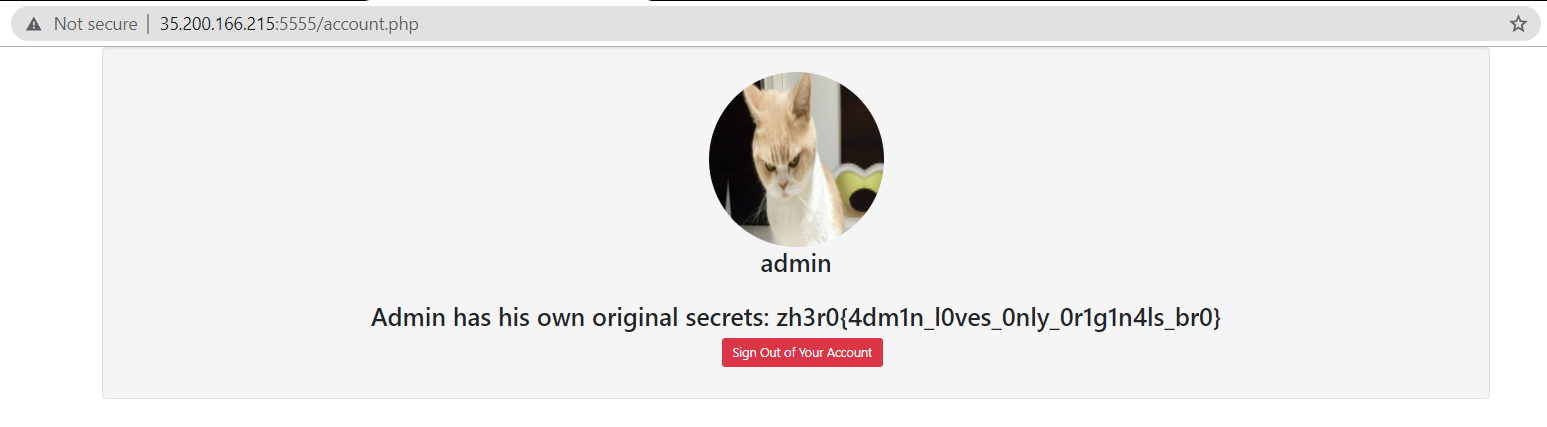 Not secure | 35.200.166.215:5555/account.php
admin
Admin has his own original secrets: zh3r0{4dm1n_l0ves_0nly_0r1g1n4ls_br0}
Sign Out of Your Account